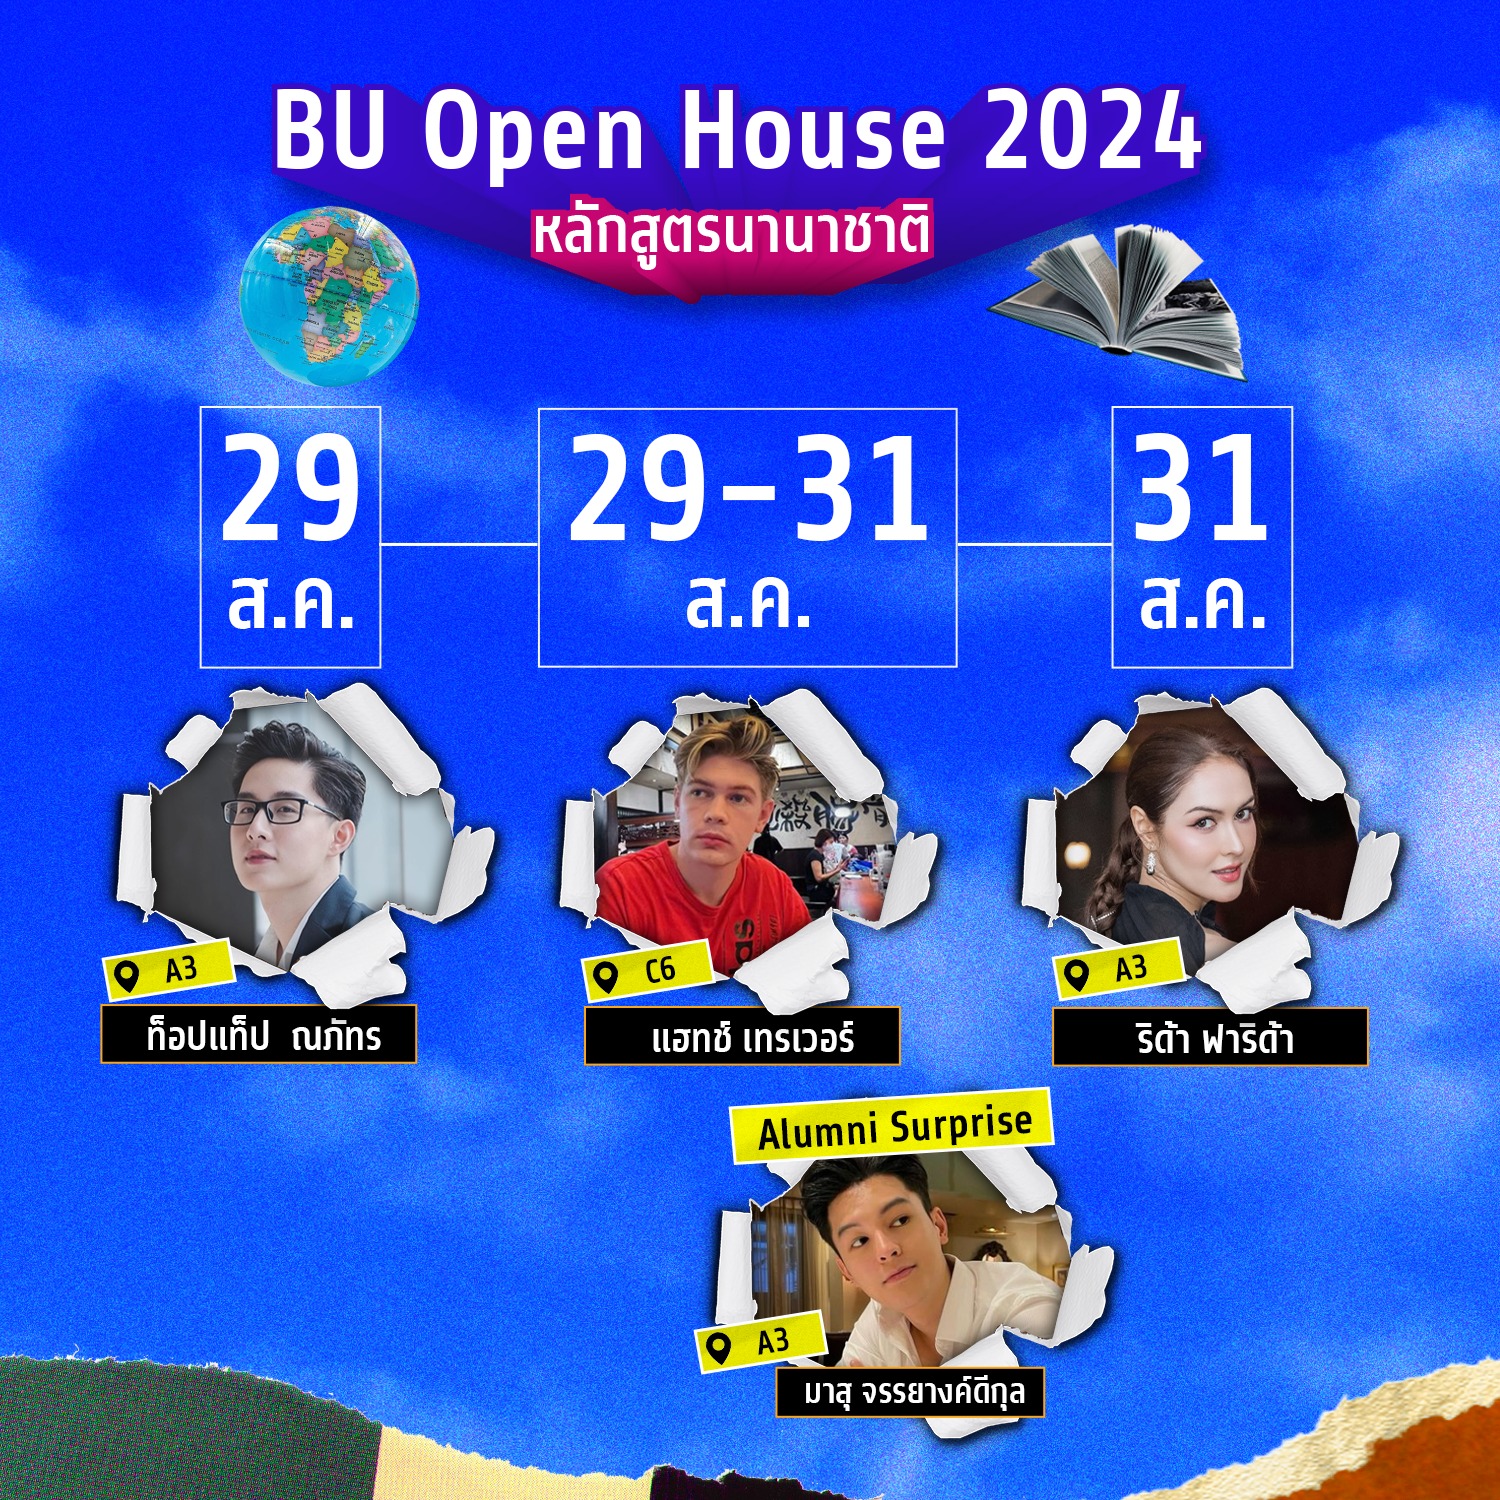 BU Open House 2024
หลักสูตรนานาชาติ
29
ส.ค.
29-31
ส.ค.
31
ส.ค.
A3
ท็อปแท็ป ณภัทร
C6
แฮทช์ เทรเวอร์
A3
ริด้า ฟาริด้า
Alumni Surprise
A3
มาสุ จรรยางค์ดีกุล